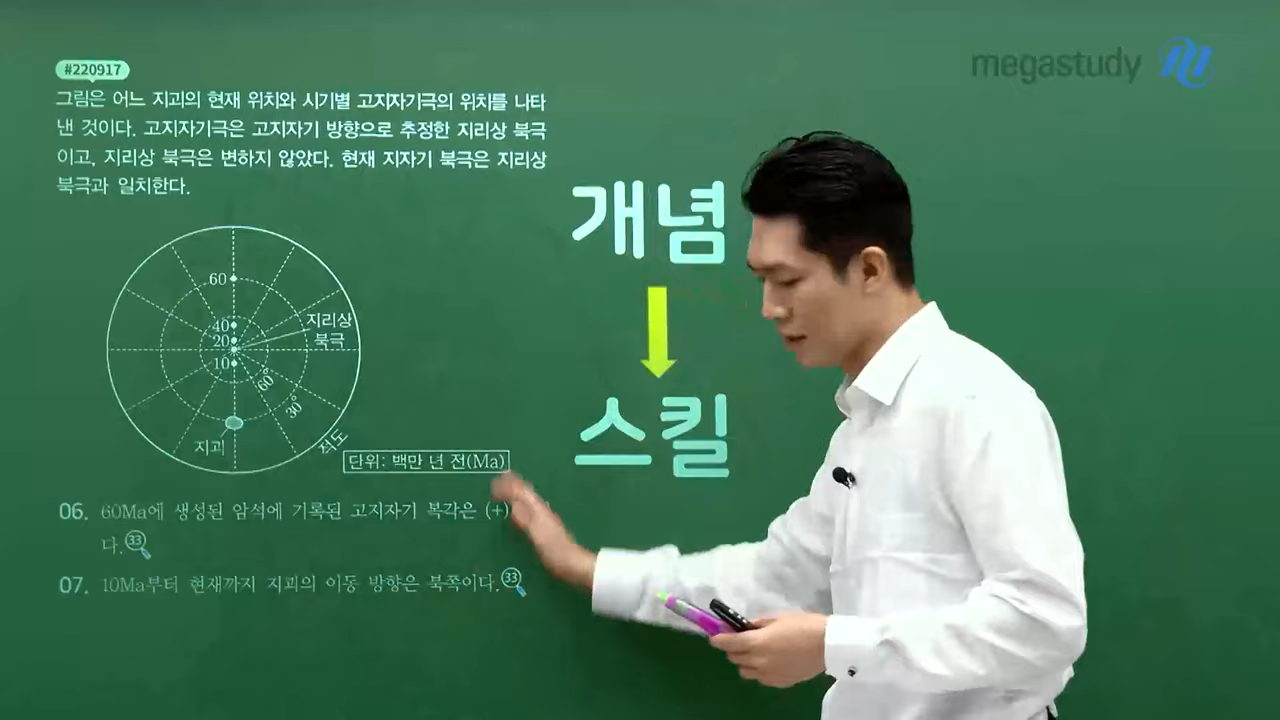 #220917
megastudy
그림은 어느 지괴의 현재 위치와 시기별 고지자기극의 위치를 나타
낸 것이다. 고지자기극은 고지자기 방향으로 추정한 지리상 북극
이고, 지리상 북극은 변하지 않았다. 현재 지자기 북극은 지리상
북극과 일치한다.
개념
스킬
60
40
20
10
지리상
북극
60°
30°
적도
지괴
단위: 백만 년 전(Ma)
06. 60Ma에 생성된 암석에 기록된 고지자기 복각은 (+)
다. 33
07. 10Ma부터 현재까지 지괴의 이동 방향은 북쪽이다. 33